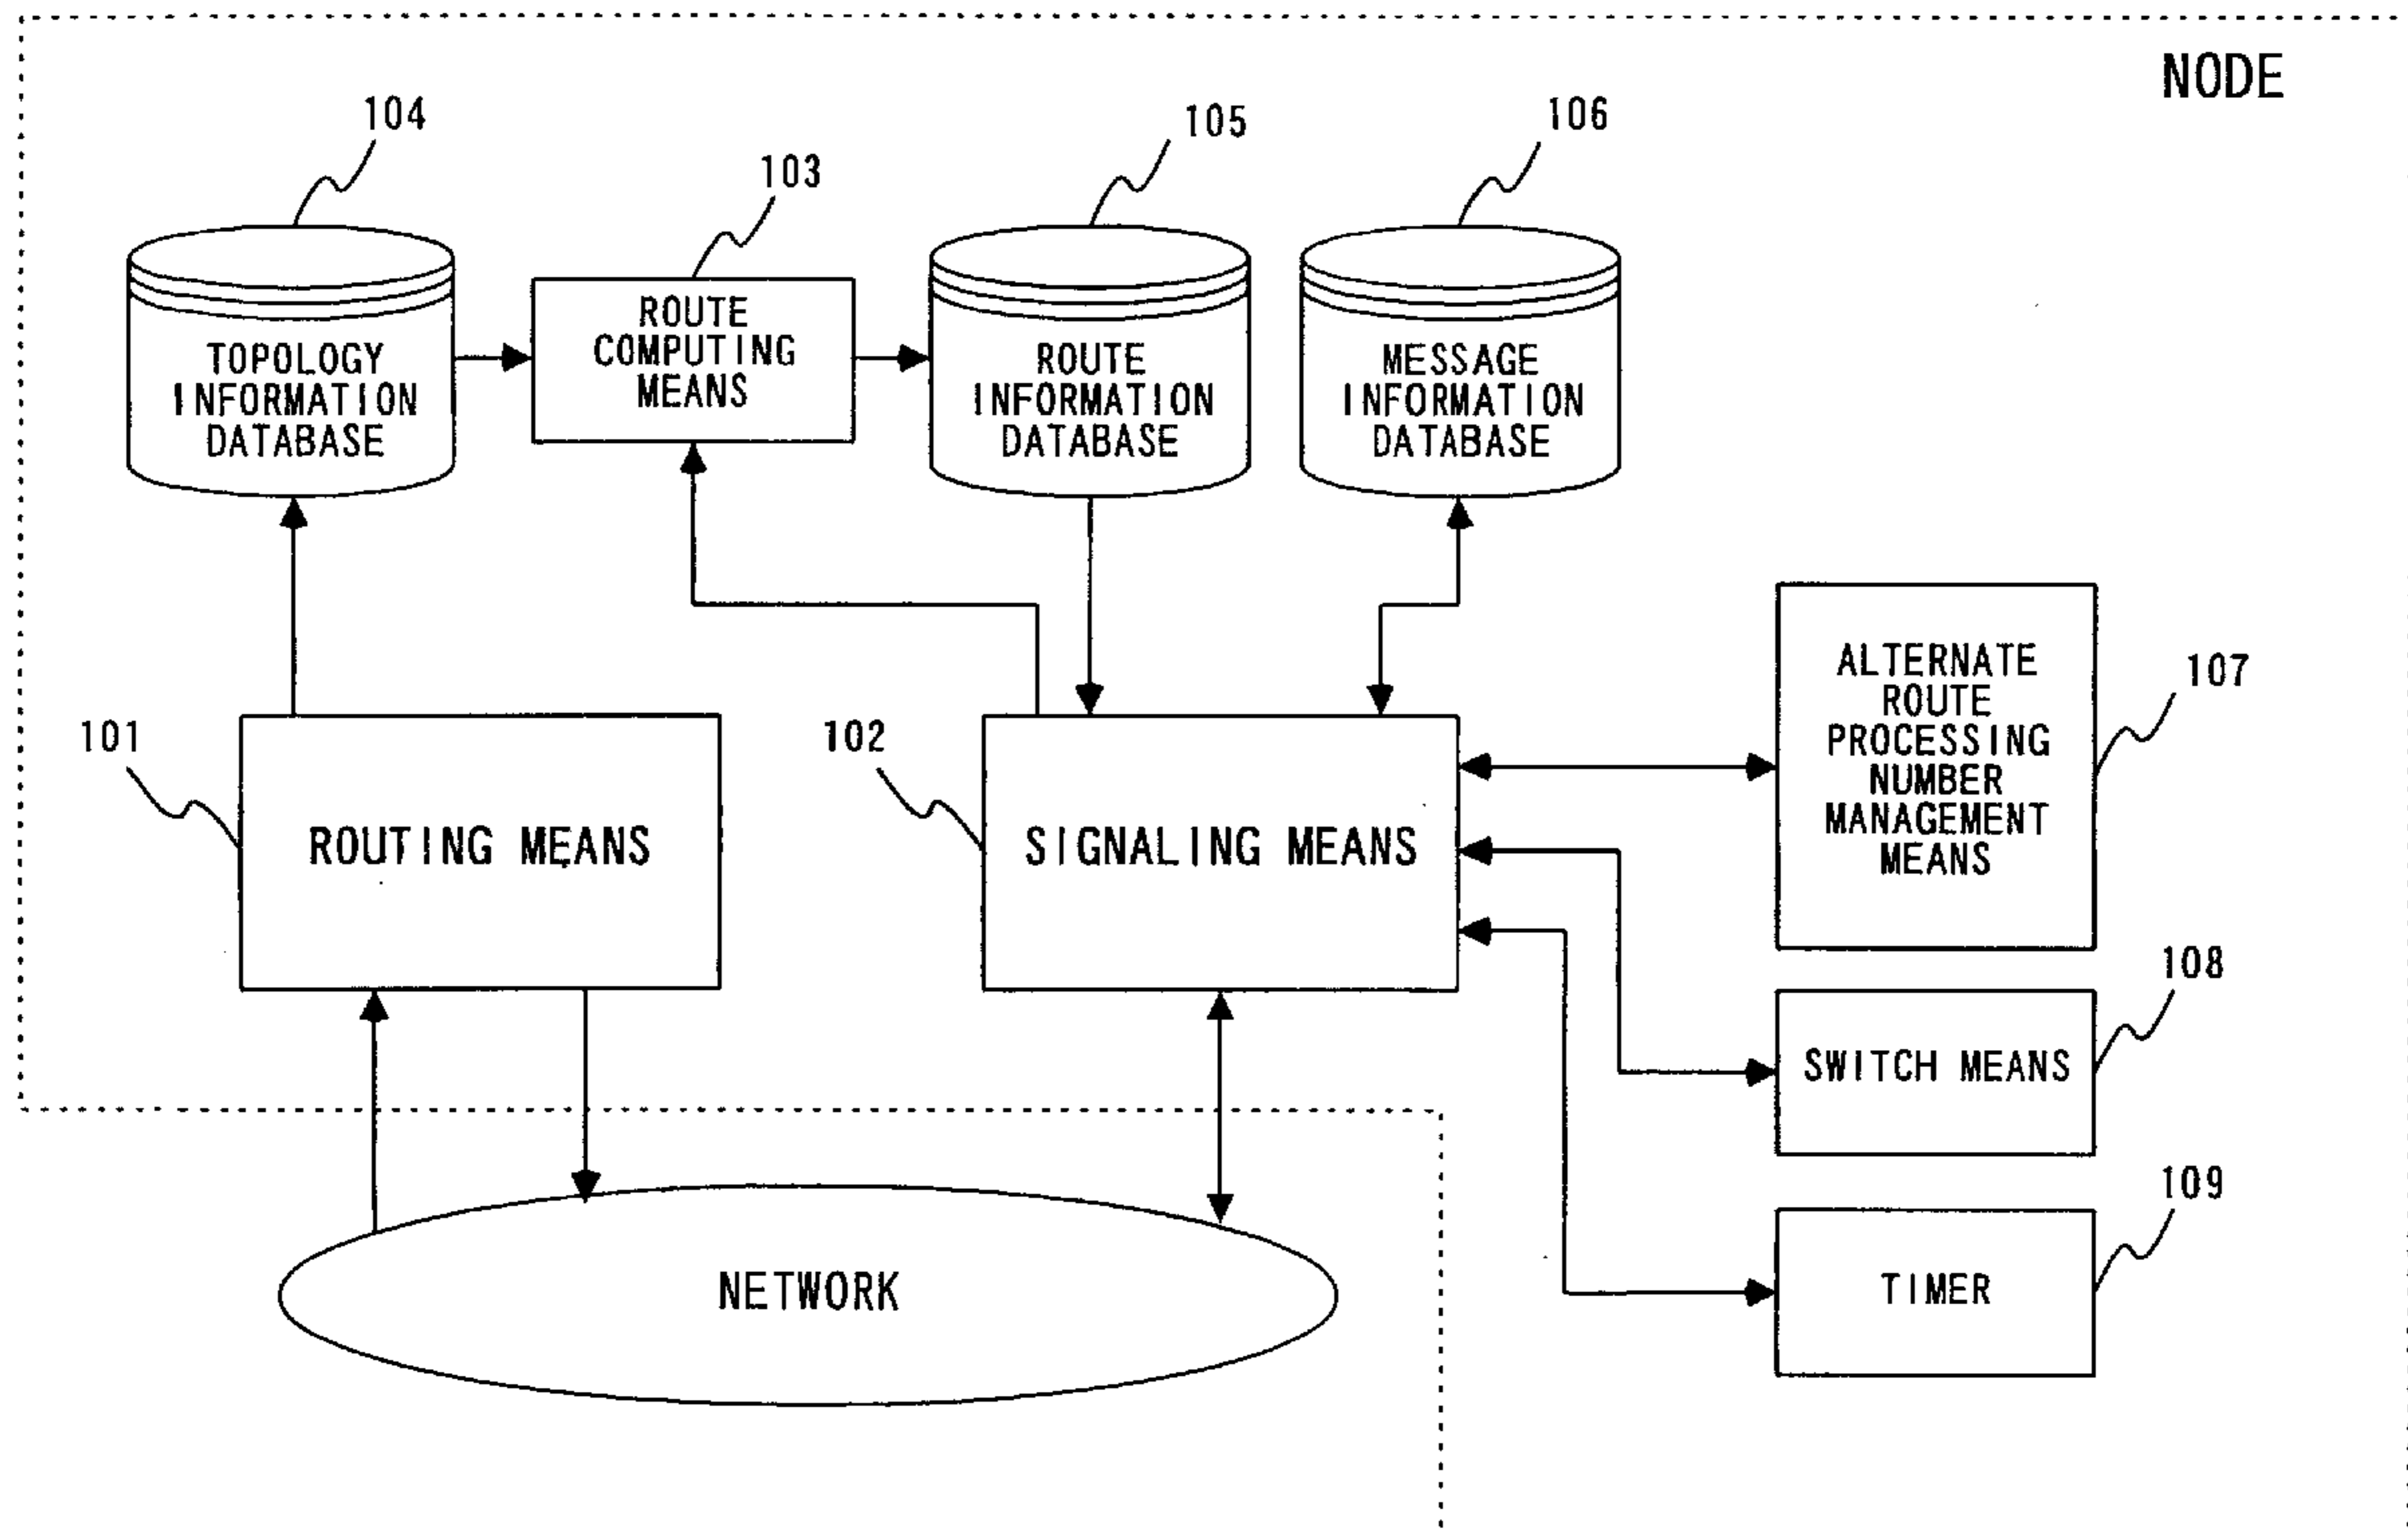 NODE
104
103
105
106
TOPOLOGY
INFORMATION
DATABASE
ROUTE
COMPUTING
MEANS
ROUTE
INFORMATION
DATABASE
MESSAGE
INFORMATION
DATABASE
101
ROUTING MEANS
102
SIGNALING MEANS
ALTERNATE
ROUTE
PROCESSING
NUMBER
MANAGEMENT
MEANS
107
SWITCH MEANS
108
TIMER
109
NETWORK